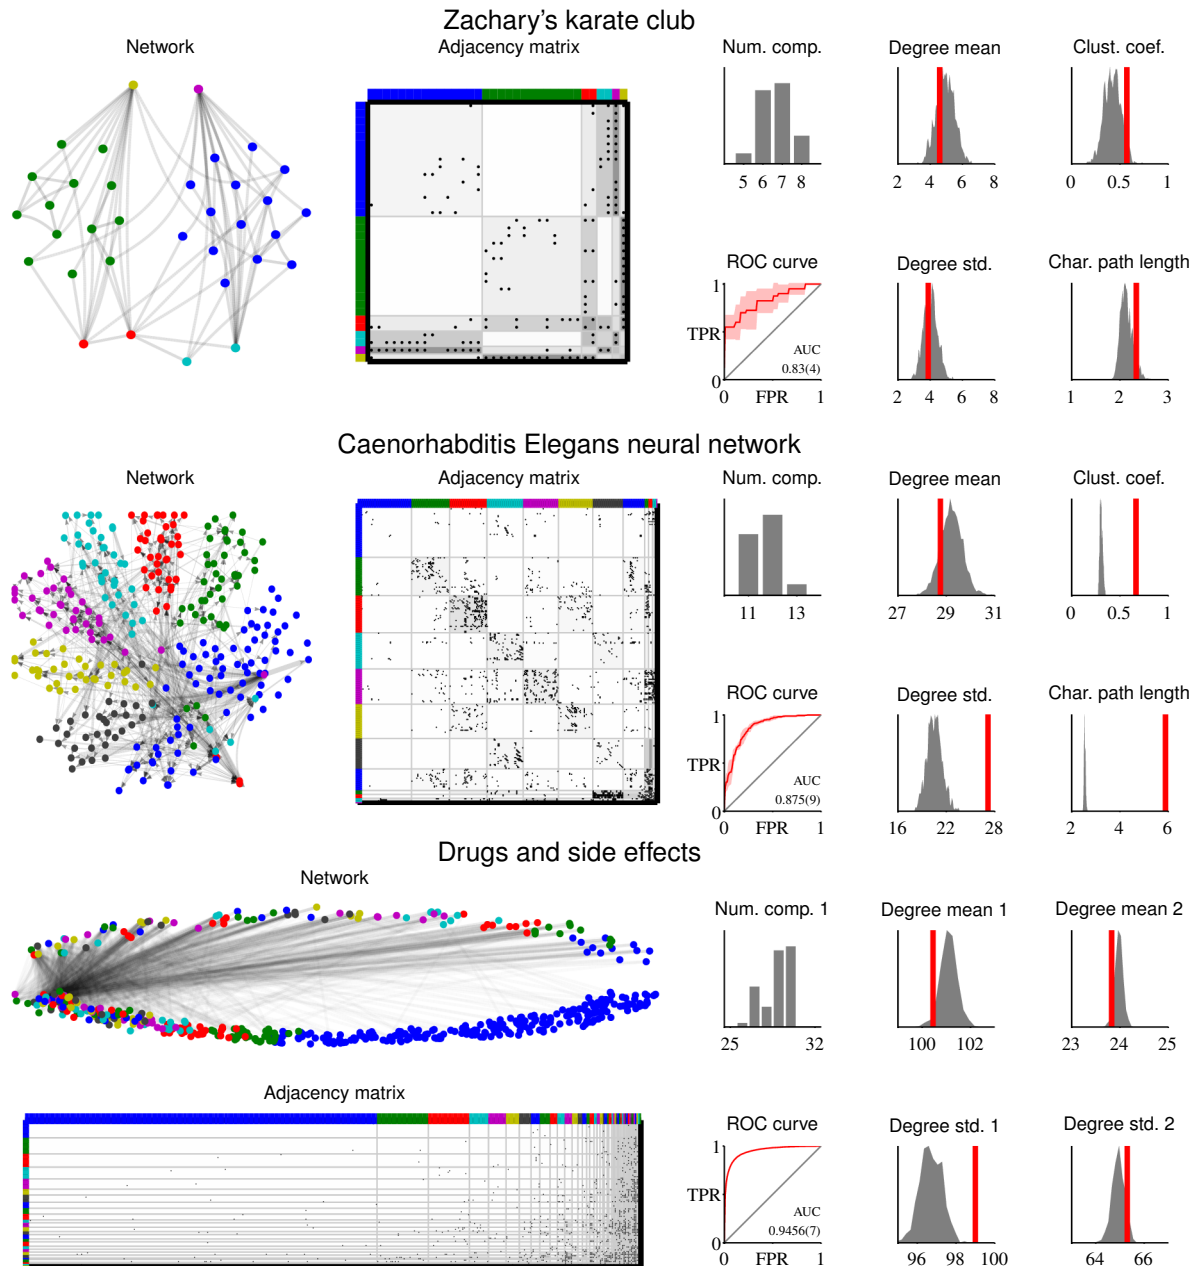 Zachary's karate club
Network
Adjacency matrix
Num. comp.
5 6 7 8
Degree mean
2 4 6 8
Clust. coef.
0 0.5 1
ROC curve
1
TPR
0
AUC
0.83(4)
0 FPR 1
Degree std.
2 4 6 8
Char. path length
1 2 3
Caenorhabditis Elegans neural network
Network
Adjacency matrix
Num. comp.
11 13
Degree mean
27 29 31
Clust. coef.
0 0.5 1
ROC curve
1
TPR
0
AUC
0.875(9)
0 FPR 1
Degree std.
16 22 28
Char. path length
2 4 6
Drugs and side effects
Network
Num. comp. 1
25 32
Degree mean 1
100 102
Degree mean 2
23 24 25
Adjacency matrix
ROC curve
1
TPR
0
AUC
0.9456(7)
0 FPR 1
Degree std. 1
96 98 100
Degree std. 2
64 66